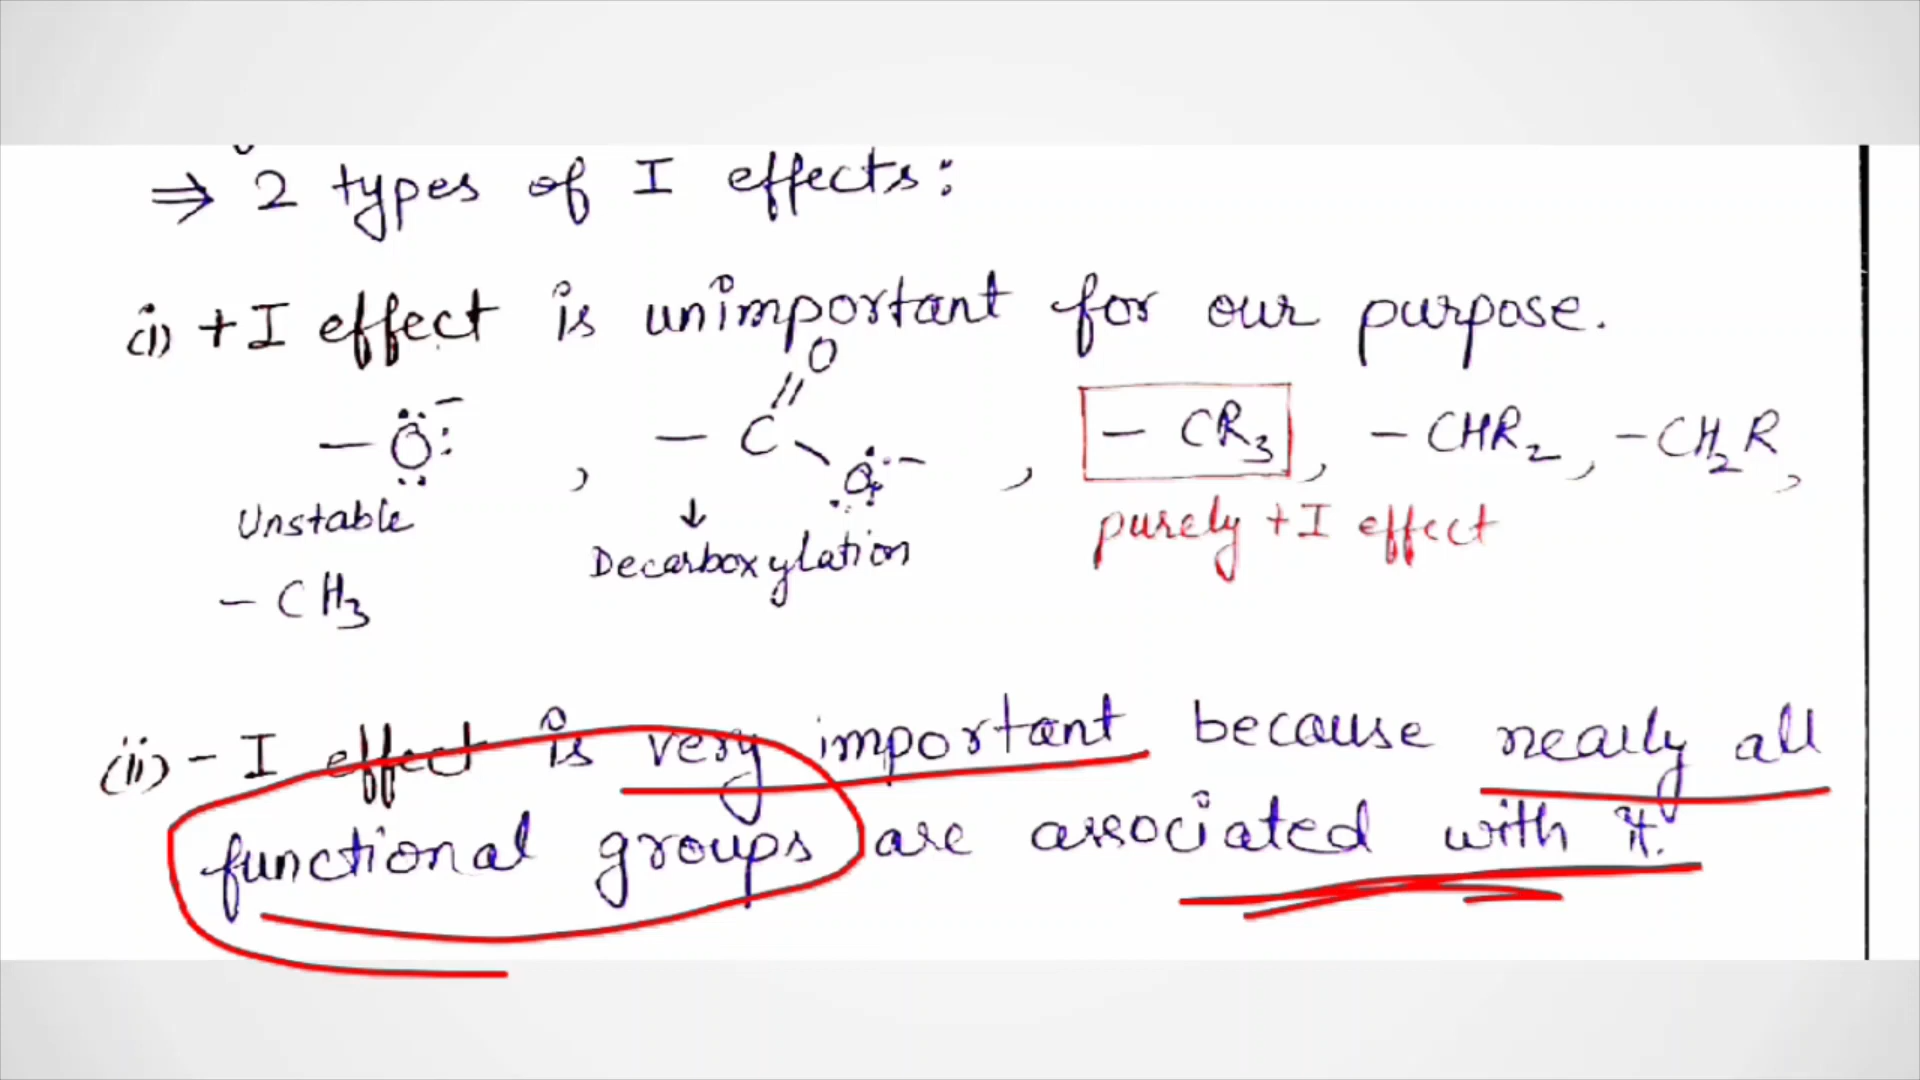 ⇒ 2 types of I effects:
(i) +I effect is unimportant for our purpose.
–O:⁻ , –C(=O)–O:⁻ , –CR₃ , –CHR₂ , –CH₂R ,
Unstable ↓ purely +I effect
Decarboxylation
–CH₃
(ii) –I effect is very important because nearly all
functional groups are associated with it.